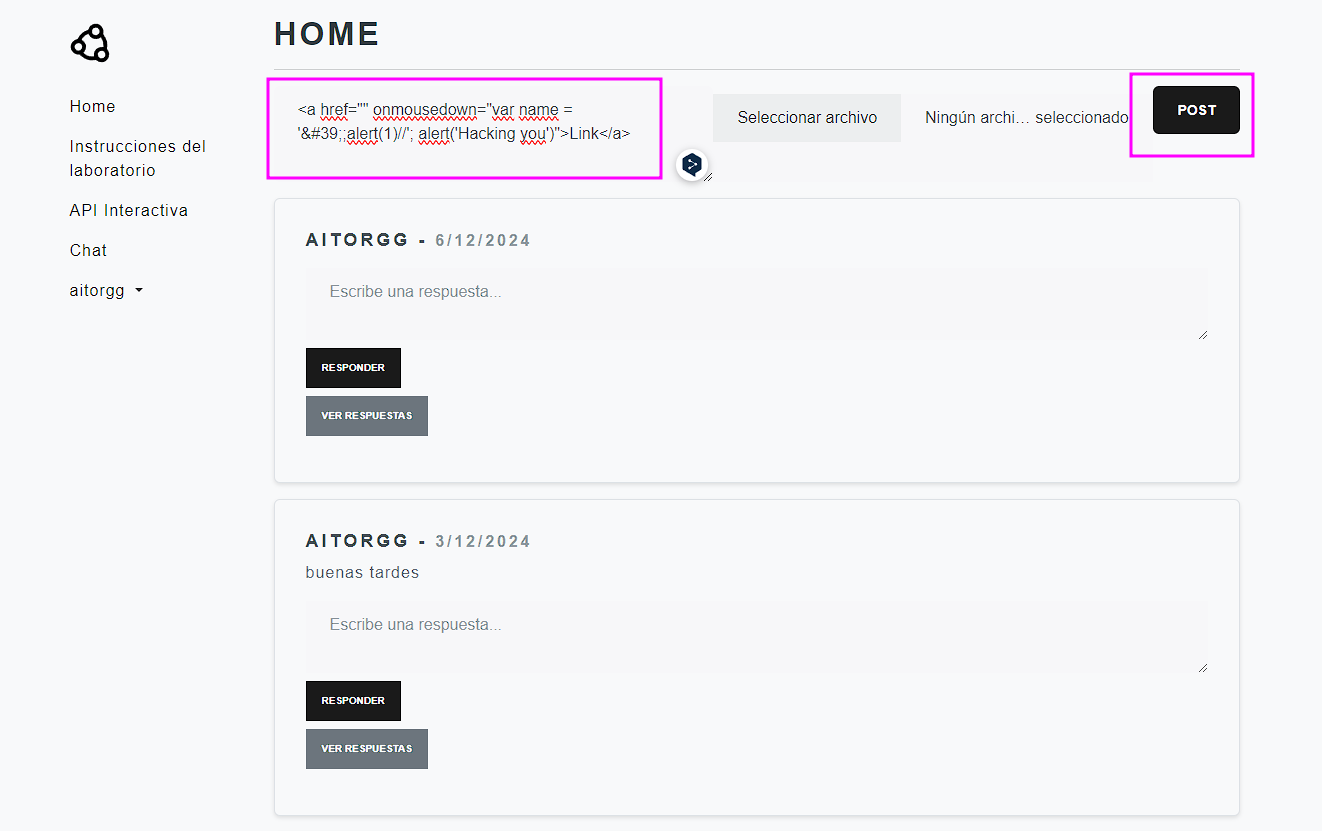 HOME
Home
Instrucciones del
laboratorio
API Interactiva
Chat
aitorgg
<a href="" onmousedown="var name =
'&#39;;alert(1)//'; alert('Hacking you')">Link</a>
Seleccionar archivo
Ningún archi… seleccionado
POST
AITORGG - 6/12/2024
Escribe una respuesta...
RESPONDER
VER RESPUESTAS
AITORGG - 3/12/2024
buenas tardes
Escribe una respuesta...
RESPONDER
VER RESPUESTAS